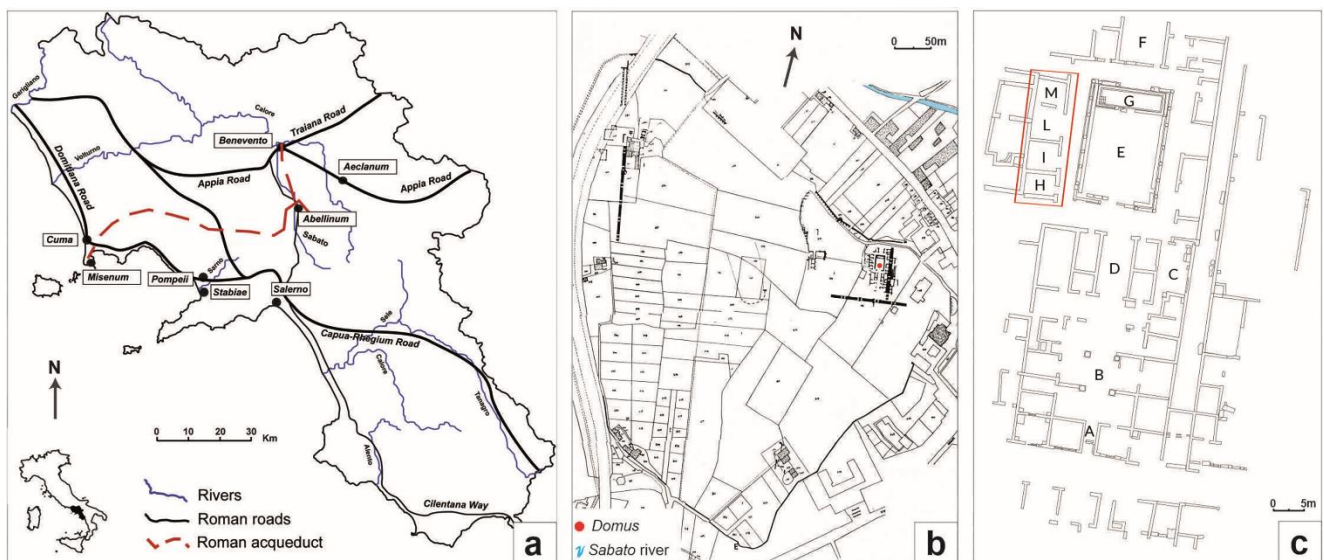 Garigliano
Volturno
Calore
Benevento
Traiana Road
Domitiana Road
Appia Road
Aeclanum
Appia Road
Abellinum
Sabato
Cuma
Misenum
Pompeii
Sarno
Stabiae
Salerno
Sele
Capua-Rhegium Road
Calore
Tanagro
Alento
Cilentana Way
N
0 10 20 30
Km
Rivers
Roman roads
Roman acqueduct
a
N
0 50m
Domus
Sabato river
b
F
M
G
L
E
I
H
D
C
B
A
0 5m
c